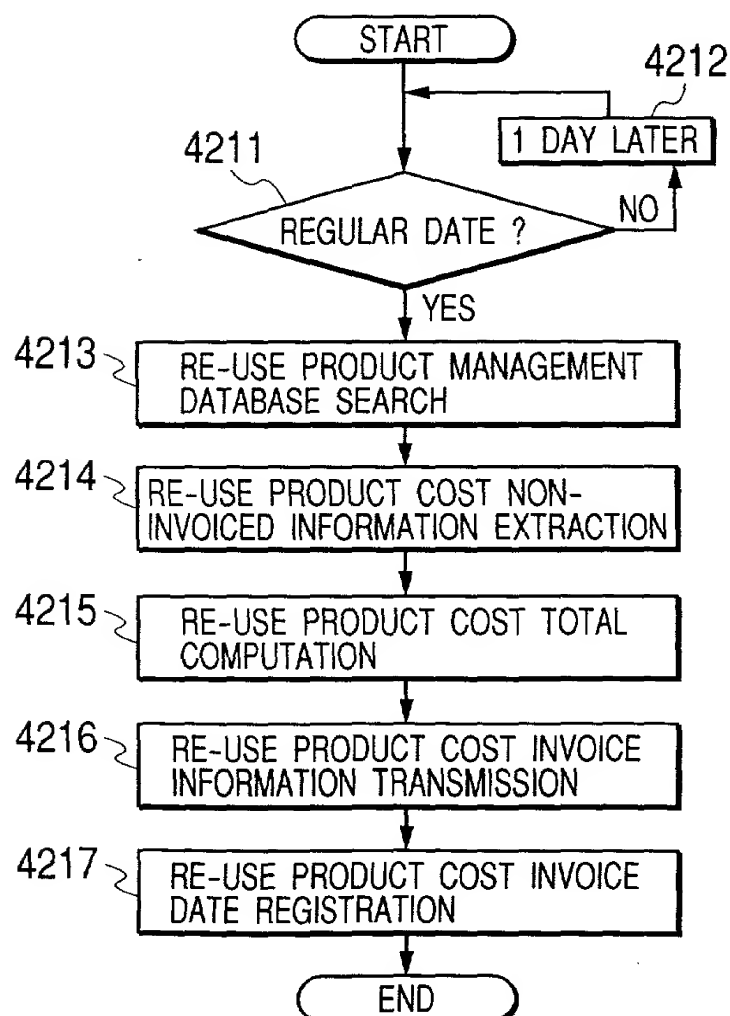 START
4212
1 DAY LATER
4211
REGULAR DATE ?
NO
YES
4213
RE-USE PRODUCT MANAGEMENT
DATABASE SEARCH
4214
RE-USE PRODUCT COST NON-
INVOICED INFORMATION EXTRACTION
4215
RE-USE PRODUCT COST TOTAL
COMPUTATION
4216
RE-USE PRODUCT COST INVOICE
INFORMATION TRANSMISSION
4217
RE-USE PRODUCT COST INVOICE
DATE REGISTRATION
END